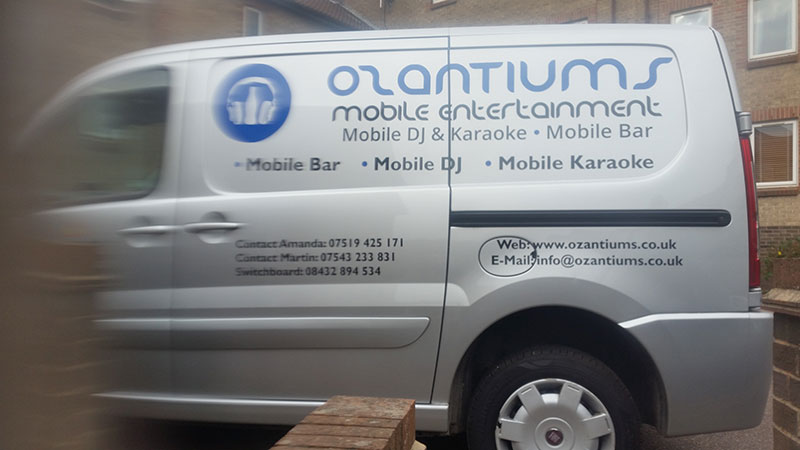 OZANTIUMS
mobile entertainment
Mobile DJ & Karaoke • Mobile Bar
• Mobile Bar • Mobile DJ • Mobile Karaoke
Contact Amanda: 07519 425 171
Contact Martin: 07543 233 831
Switchboard: 08432 894 534
Web: www.ozantiums.co.uk
E-Mail: info@ozantiums.co.uk